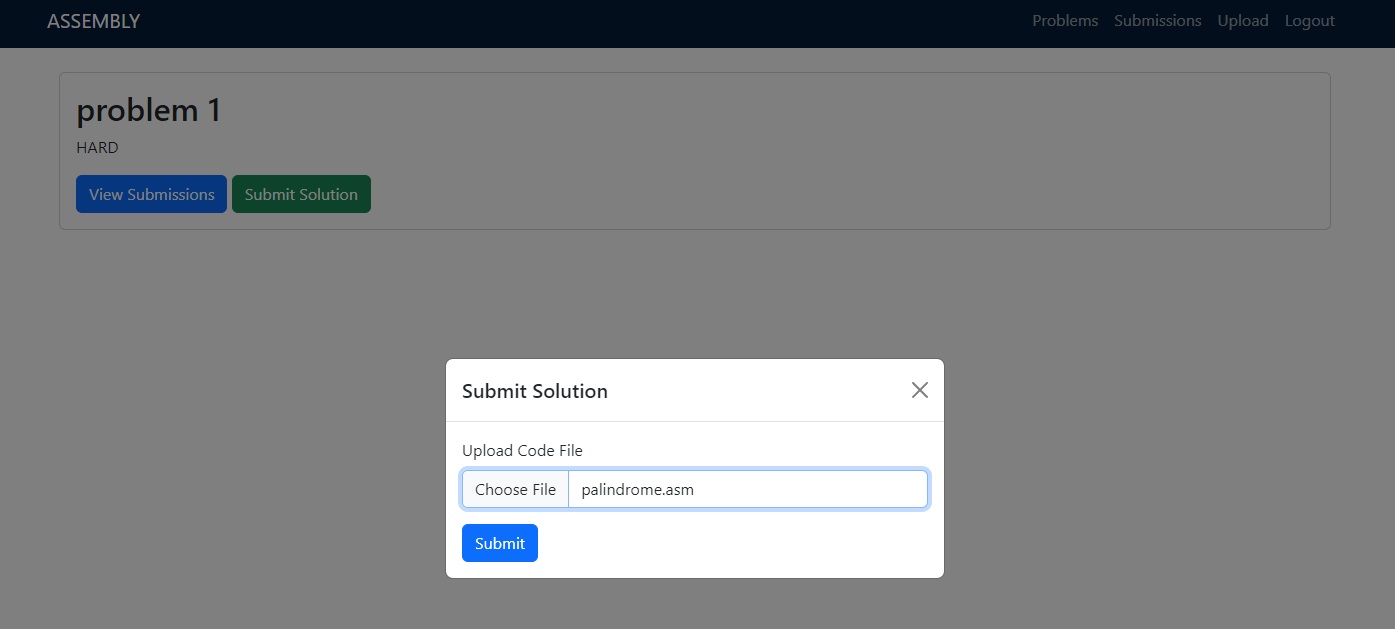 ASSEMBLY Problems Submissions Upload Logout
problem 1
HARD
View Submissions Submit Solution
Submit Solution
Upload Code File
Choose File palindrome.asm
Submit